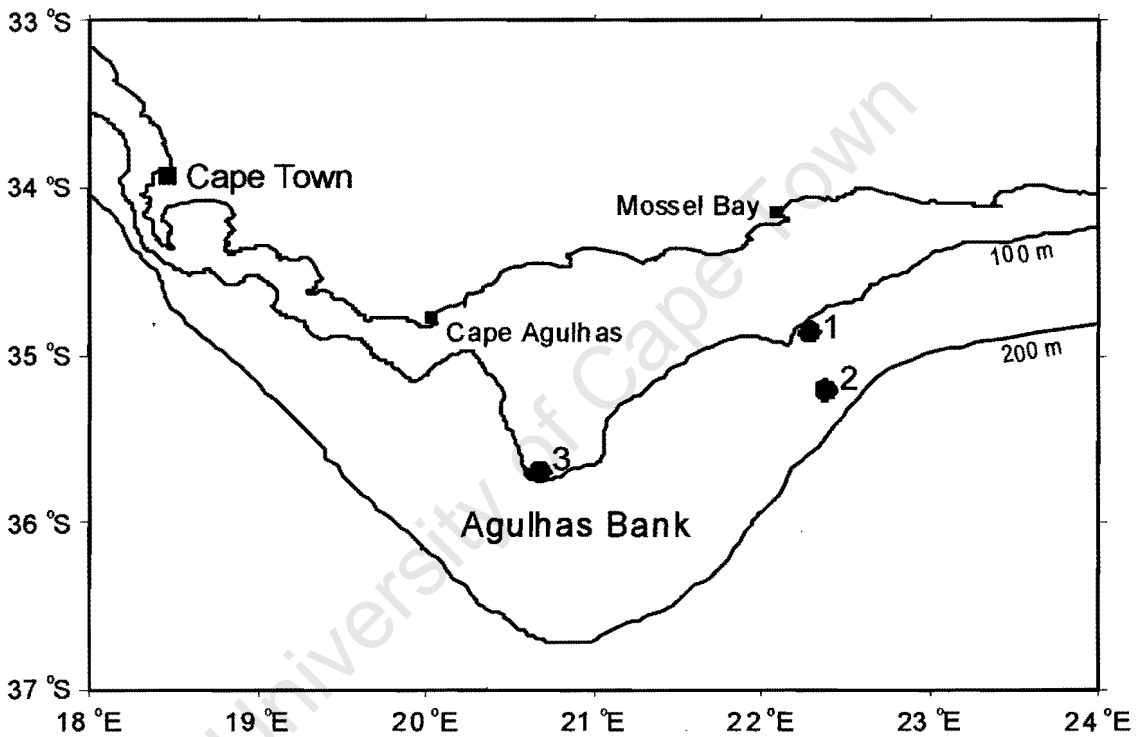 33 °S
34 °S
35 °S
36 °S
37 °S
Cape Town
Mossel Bay
Cape Agulhas
100 m
200 m
1
2
3
Agulhas Bank
University of Cape Town
18 °E
19 °E
20 °E
21 °E
22 °E
23 °E
24 °E